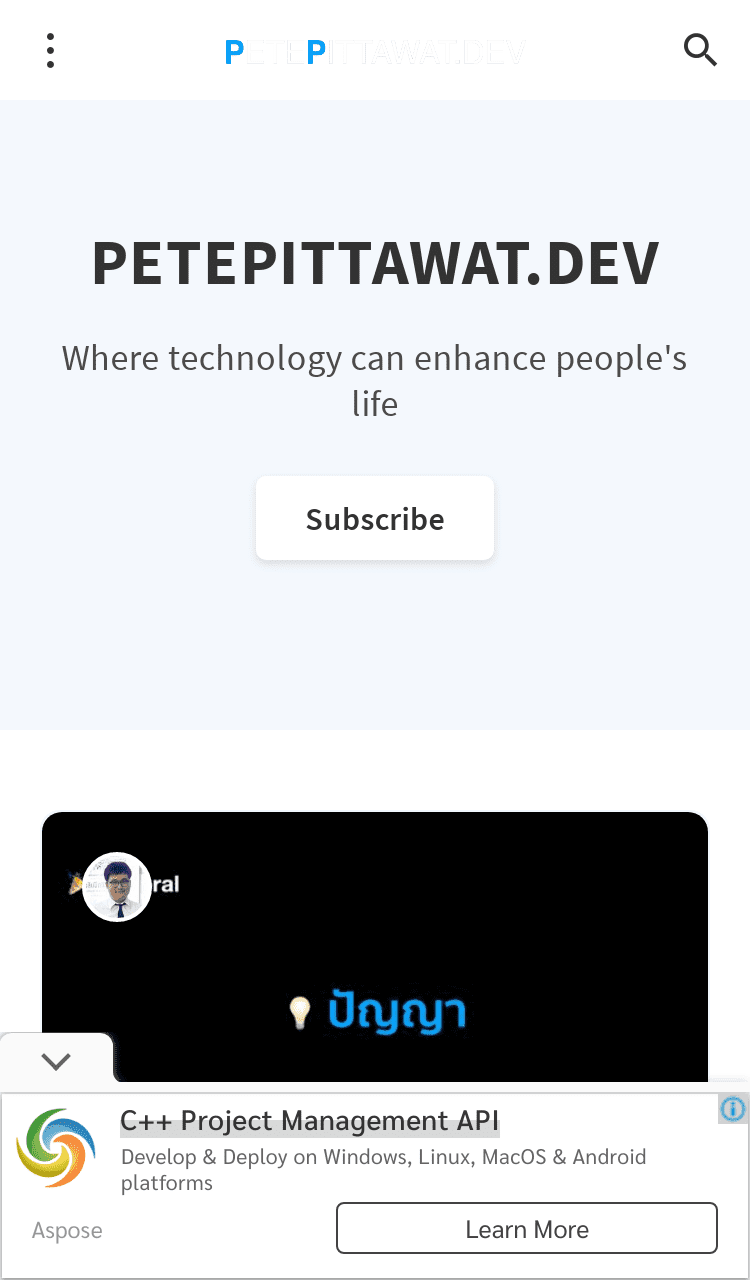 PETEPITTAWAT.DEV
PETEPITTAWAT.DEV
Where technology can enhance people's
life
Subscribe
ral
ปัญญา
C++ Project Management API
Develop & Deploy on Windows, Linux, MacOS & Android
platforms
Aspose
Learn More